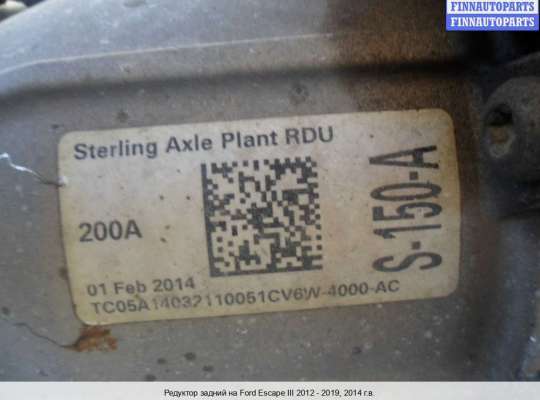 FINNAUTOPARTS
FINNAUTOPARTS
Sterling Axle Plant RDU
200A
S-150-A
01 Feb 2014
TC05A14032110051CV6W-4000-AC
Редуктор задний на Ford Escape III 2012 - 2019, 2014 г.в.